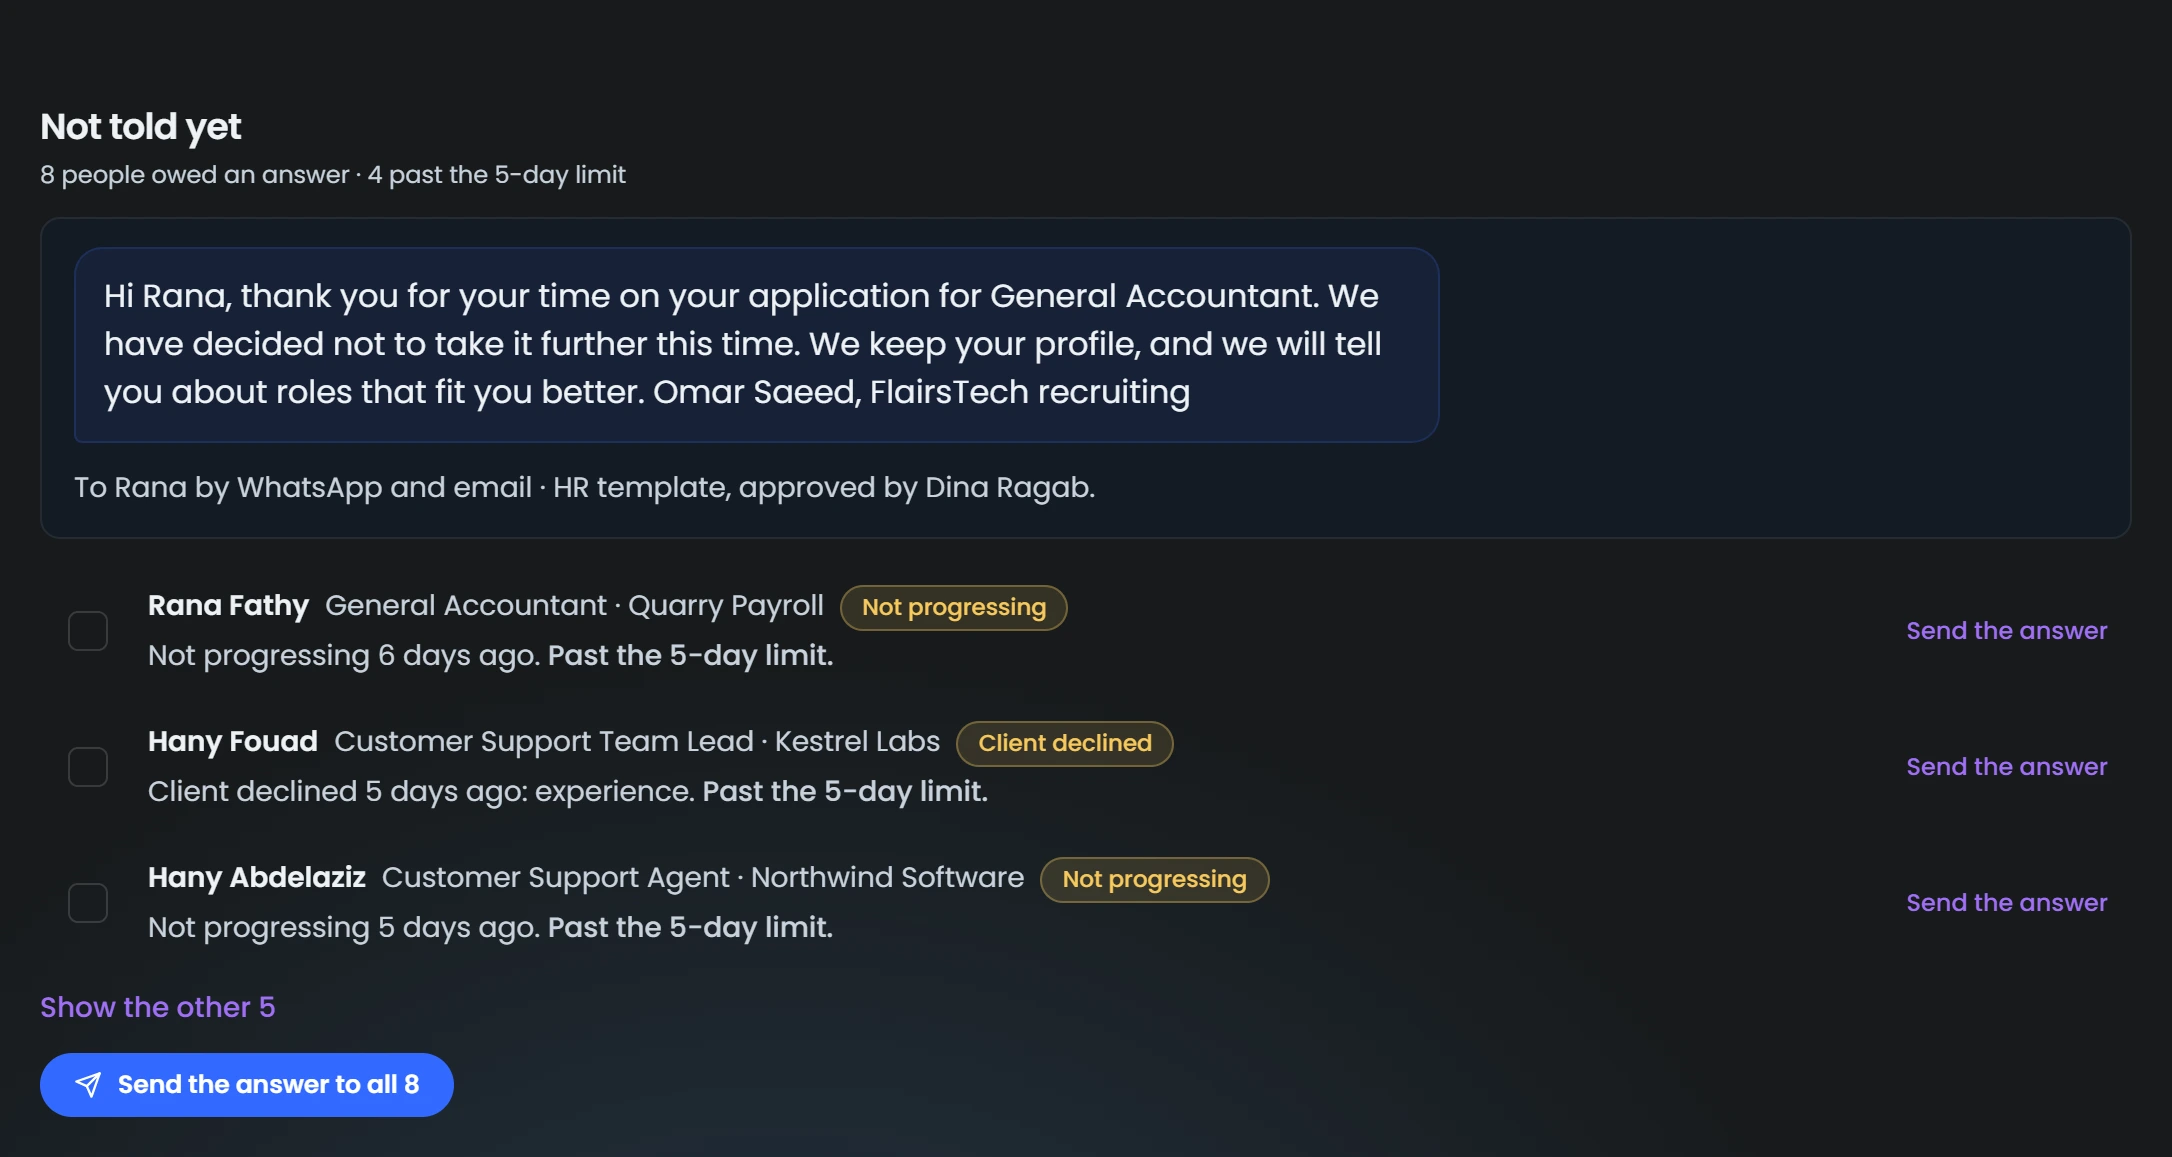 Not told yet
8 people owed an answer · 4 past the 5-day limit
Hi Rana, thank you for your time on your application for General Accountant. We
have decided not to take it further this time. We keep your profile, and we will tell
you about roles that fit you better. Omar Saeed, FlairsTech recruiting
To Rana by WhatsApp and email · HR template, approved by Dina Ragab.
Rana Fathy General Accountant · Quarry Payroll Not progressing
Not progressing 6 days ago. Past the 5-day limit.
Send the answer
Hany Fouad Customer Support Team Lead · Kestrel Labs Client declined
Client declined 5 days ago: experience. Past the 5-day limit.
Send the answer
Hany Abdelaziz Customer Support Agent · Northwind Software Not progressing
Not progressing 5 days ago. Past the 5-day limit.
Send the answer
Show the other 5
Send the answer to all 8